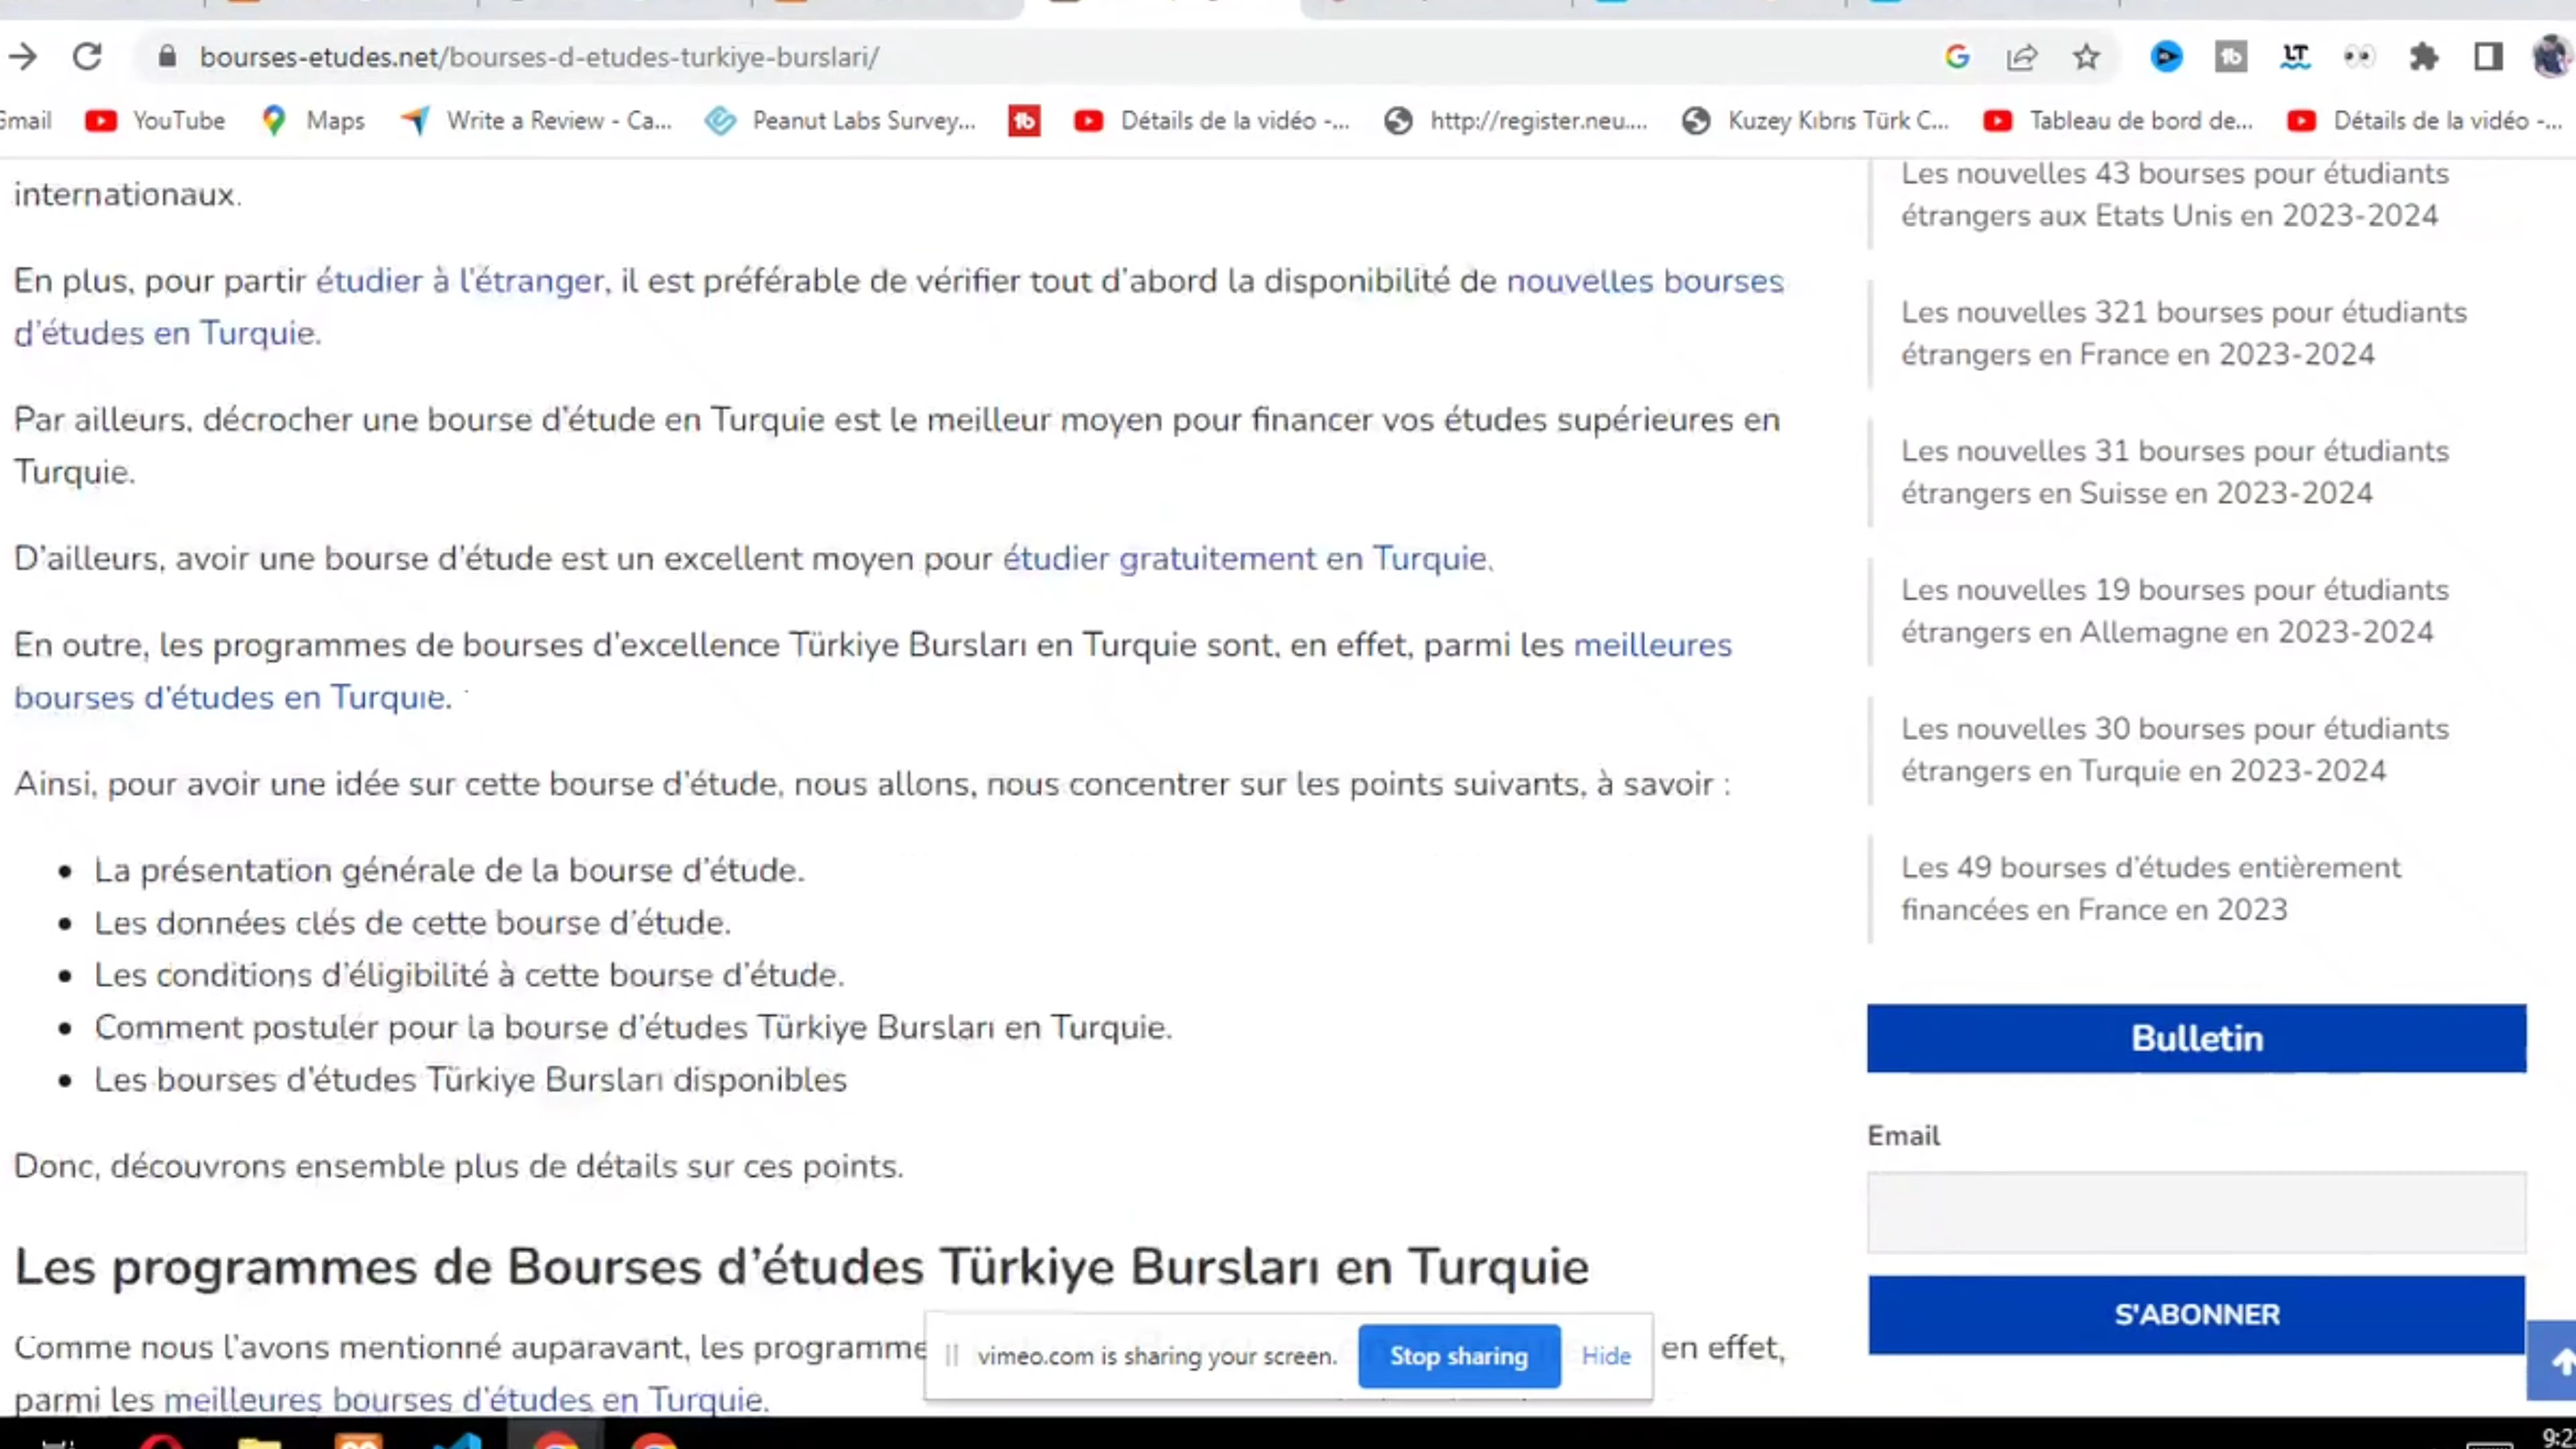 bourses-etudes.net/bourses-d-etudes-turkiye-burslari/
Gmail YouTube Maps Write a Review - Ca... Peanut Labs Survey... Détails de la vidéo -... http://register.neu.... Kuzey Kıbrıs Türk C... Tableau de bord de... Détails de la vidéo -...
internationaux.
En plus, pour partir étudier à l'étranger, il est préférable de vérifier tout d'abord la disponibilité de nouvelles bourses
d'études en Turquie.
Par ailleurs, décrocher une bourse d'étude en Turquie est le meilleur moyen pour financer vos études supérieures en
Turquie.
D'ailleurs, avoir une bourse d'étude est un excellent moyen pour étudier gratuitement en Turquie.
En outre, les programmes de bourses d'excellence Türkiye Bursları en Turquie sont, en effet, parmi les meilleures
bourses d'études en Turquie.
Ainsi, pour avoir une idée sur cette bourse d'étude, nous allons, nous concentrer sur les points suivants, à savoir :
• La présentation générale de la bourse d'étude.
• Les données clés de cette bourse d'étude.
• Les conditions d'éligibilité à cette bourse d'étude.
• Comment postuler pour la bourse d'études Türkiye Bursları en Turquie.
• Les bourses d'études Türkiye Bursları disponibles
Donc, découvrons ensemble plus de détails sur ces points.
Les programmes de Bourses d'études Türkiye Bursları en Turquie
Comme nous l'avons mentionné auparavant, les programme en effet,
parmi les meilleures bourses d'études en Turquie.
Les nouvelles 43 bourses pour étudiants
étrangers aux Etats Unis en 2023-2024
Les nouvelles 321 bourses pour étudiants
étrangers en France en 2023-2024
Les nouvelles 31 bourses pour étudiants
étrangers en Suisse en 2023-2024
Les nouvelles 19 bourses pour étudiants
étrangers en Allemagne en 2023-2024
Les nouvelles 30 bourses pour étudiants
étrangers en Turquie en 2023-2024
Les 49 bourses d'études entièrement
financées en France en 2023
Bulletin
Email
S'ABONNER
vimeo.com is sharing your screen. Stop sharing Hide